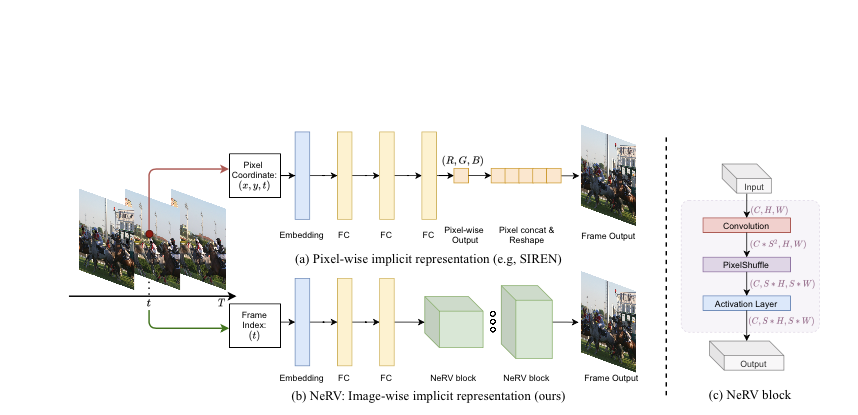 Pixel
Coordinate:
(x, y, t)
(R, G, B)
Embedding
FC
FC
FC
Pixel-wise
Output
Pixel concat &
Reshape
Frame Output
(a) Pixel-wise implicit representation (e.g, SIREN)
t
T
Frame
Index:
(t)
Embedding
FC
FC
NeRV block
NeRV block
Frame Output
(b) NeRV: Image-wise implicit representation (ours)
Input
(C, H, W)
Convolution
(C * S², H, W)
PixelShuffle
(C, S * H, S * W)
Activation Layer
(C, S * H, S * W)
Output
(c) NeRV block